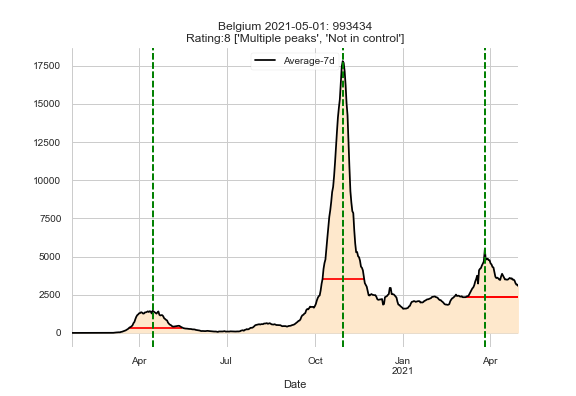 Belgium 2021-05-01: 993434
Rating:8 ['Multiple peaks', 'Not in control']
Average-7d
17500
15000
12500
10000
7500
5000
2500
0
Apr Jul Oct Jan Apr
2021
Date